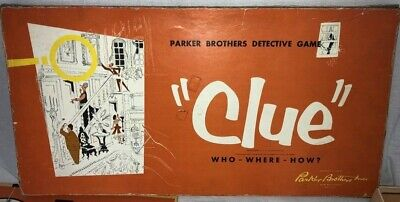 PARKER BROTHERS DETECTIVE GAME
"Clue"
WHO - WHERE - HOW?
Parker Brothers Inc.